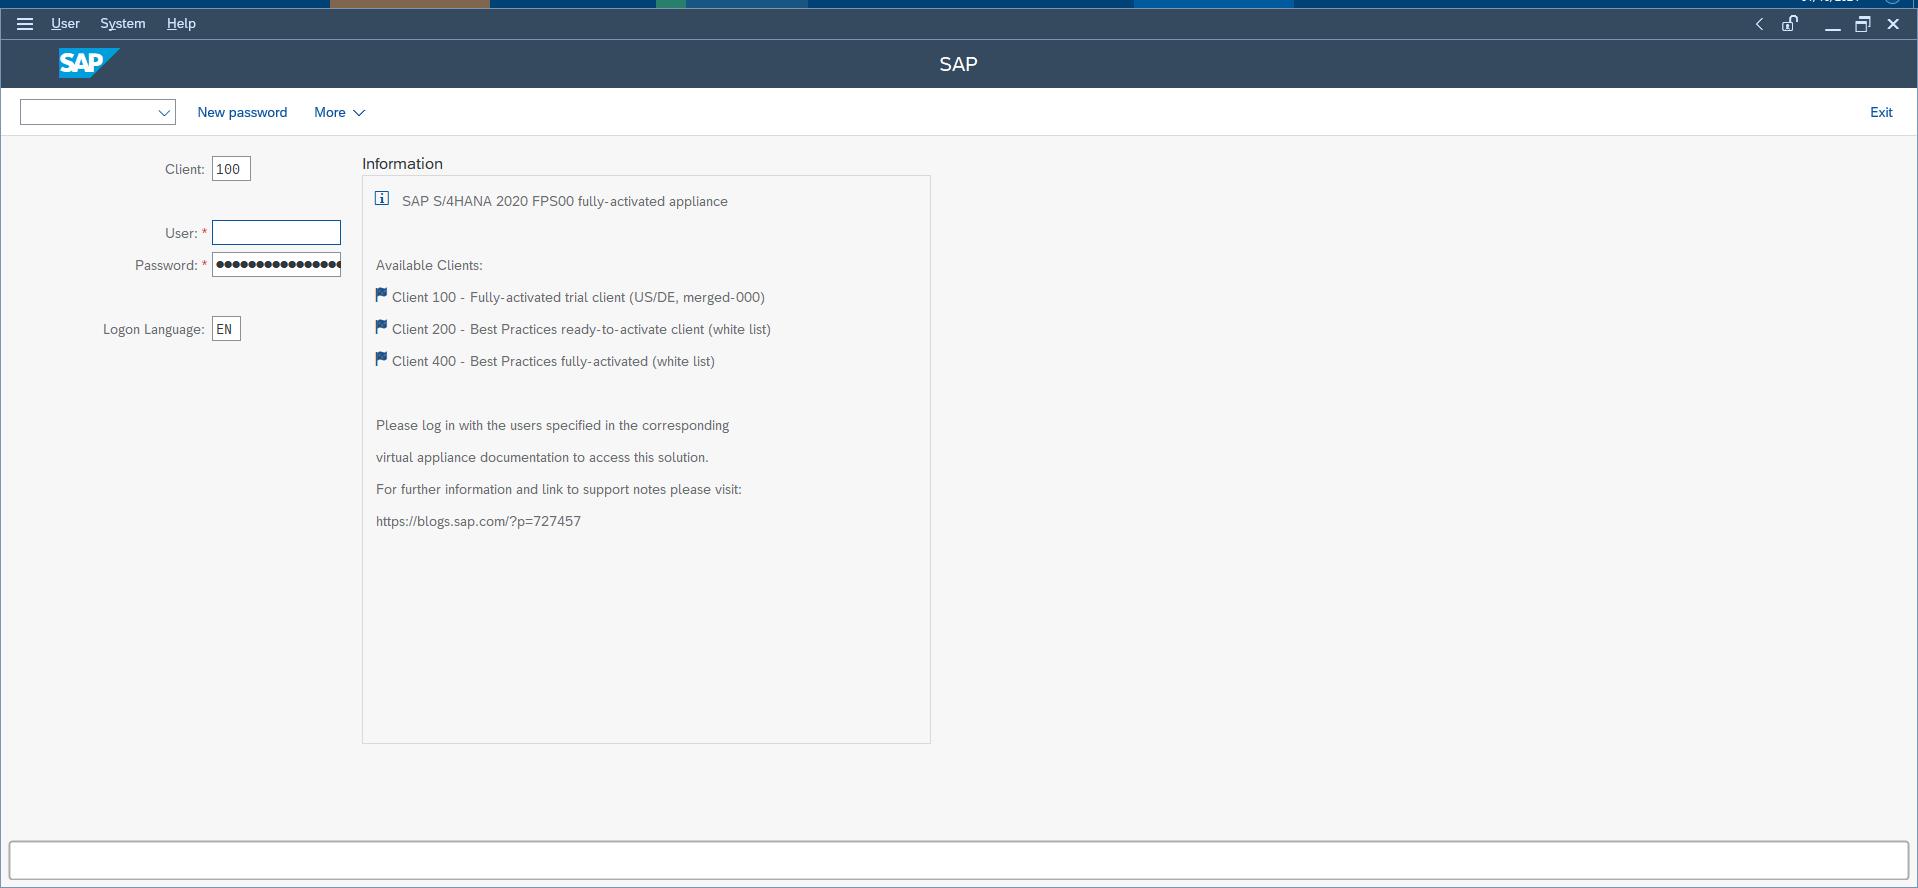 User System Help
SAP
SAP
New password More Exit
Client: 100
User: *
Password: *
Logon Language: EN
Information
SAP S/4HANA 2020 FPS00 fully-activated appliance
Available Clients:
Client 100 - Fully-activated trial client (US/DE, merged-000)
Client 200 - Best Practices ready-to-activate client (white list)
Client 400 - Best Practices fully-activated (white list)
Please log in with the users specified in the corresponding
virtual appliance documentation to access this solution.
For further information and link to support notes please visit:
https://blogs.sap.com/?p=727457